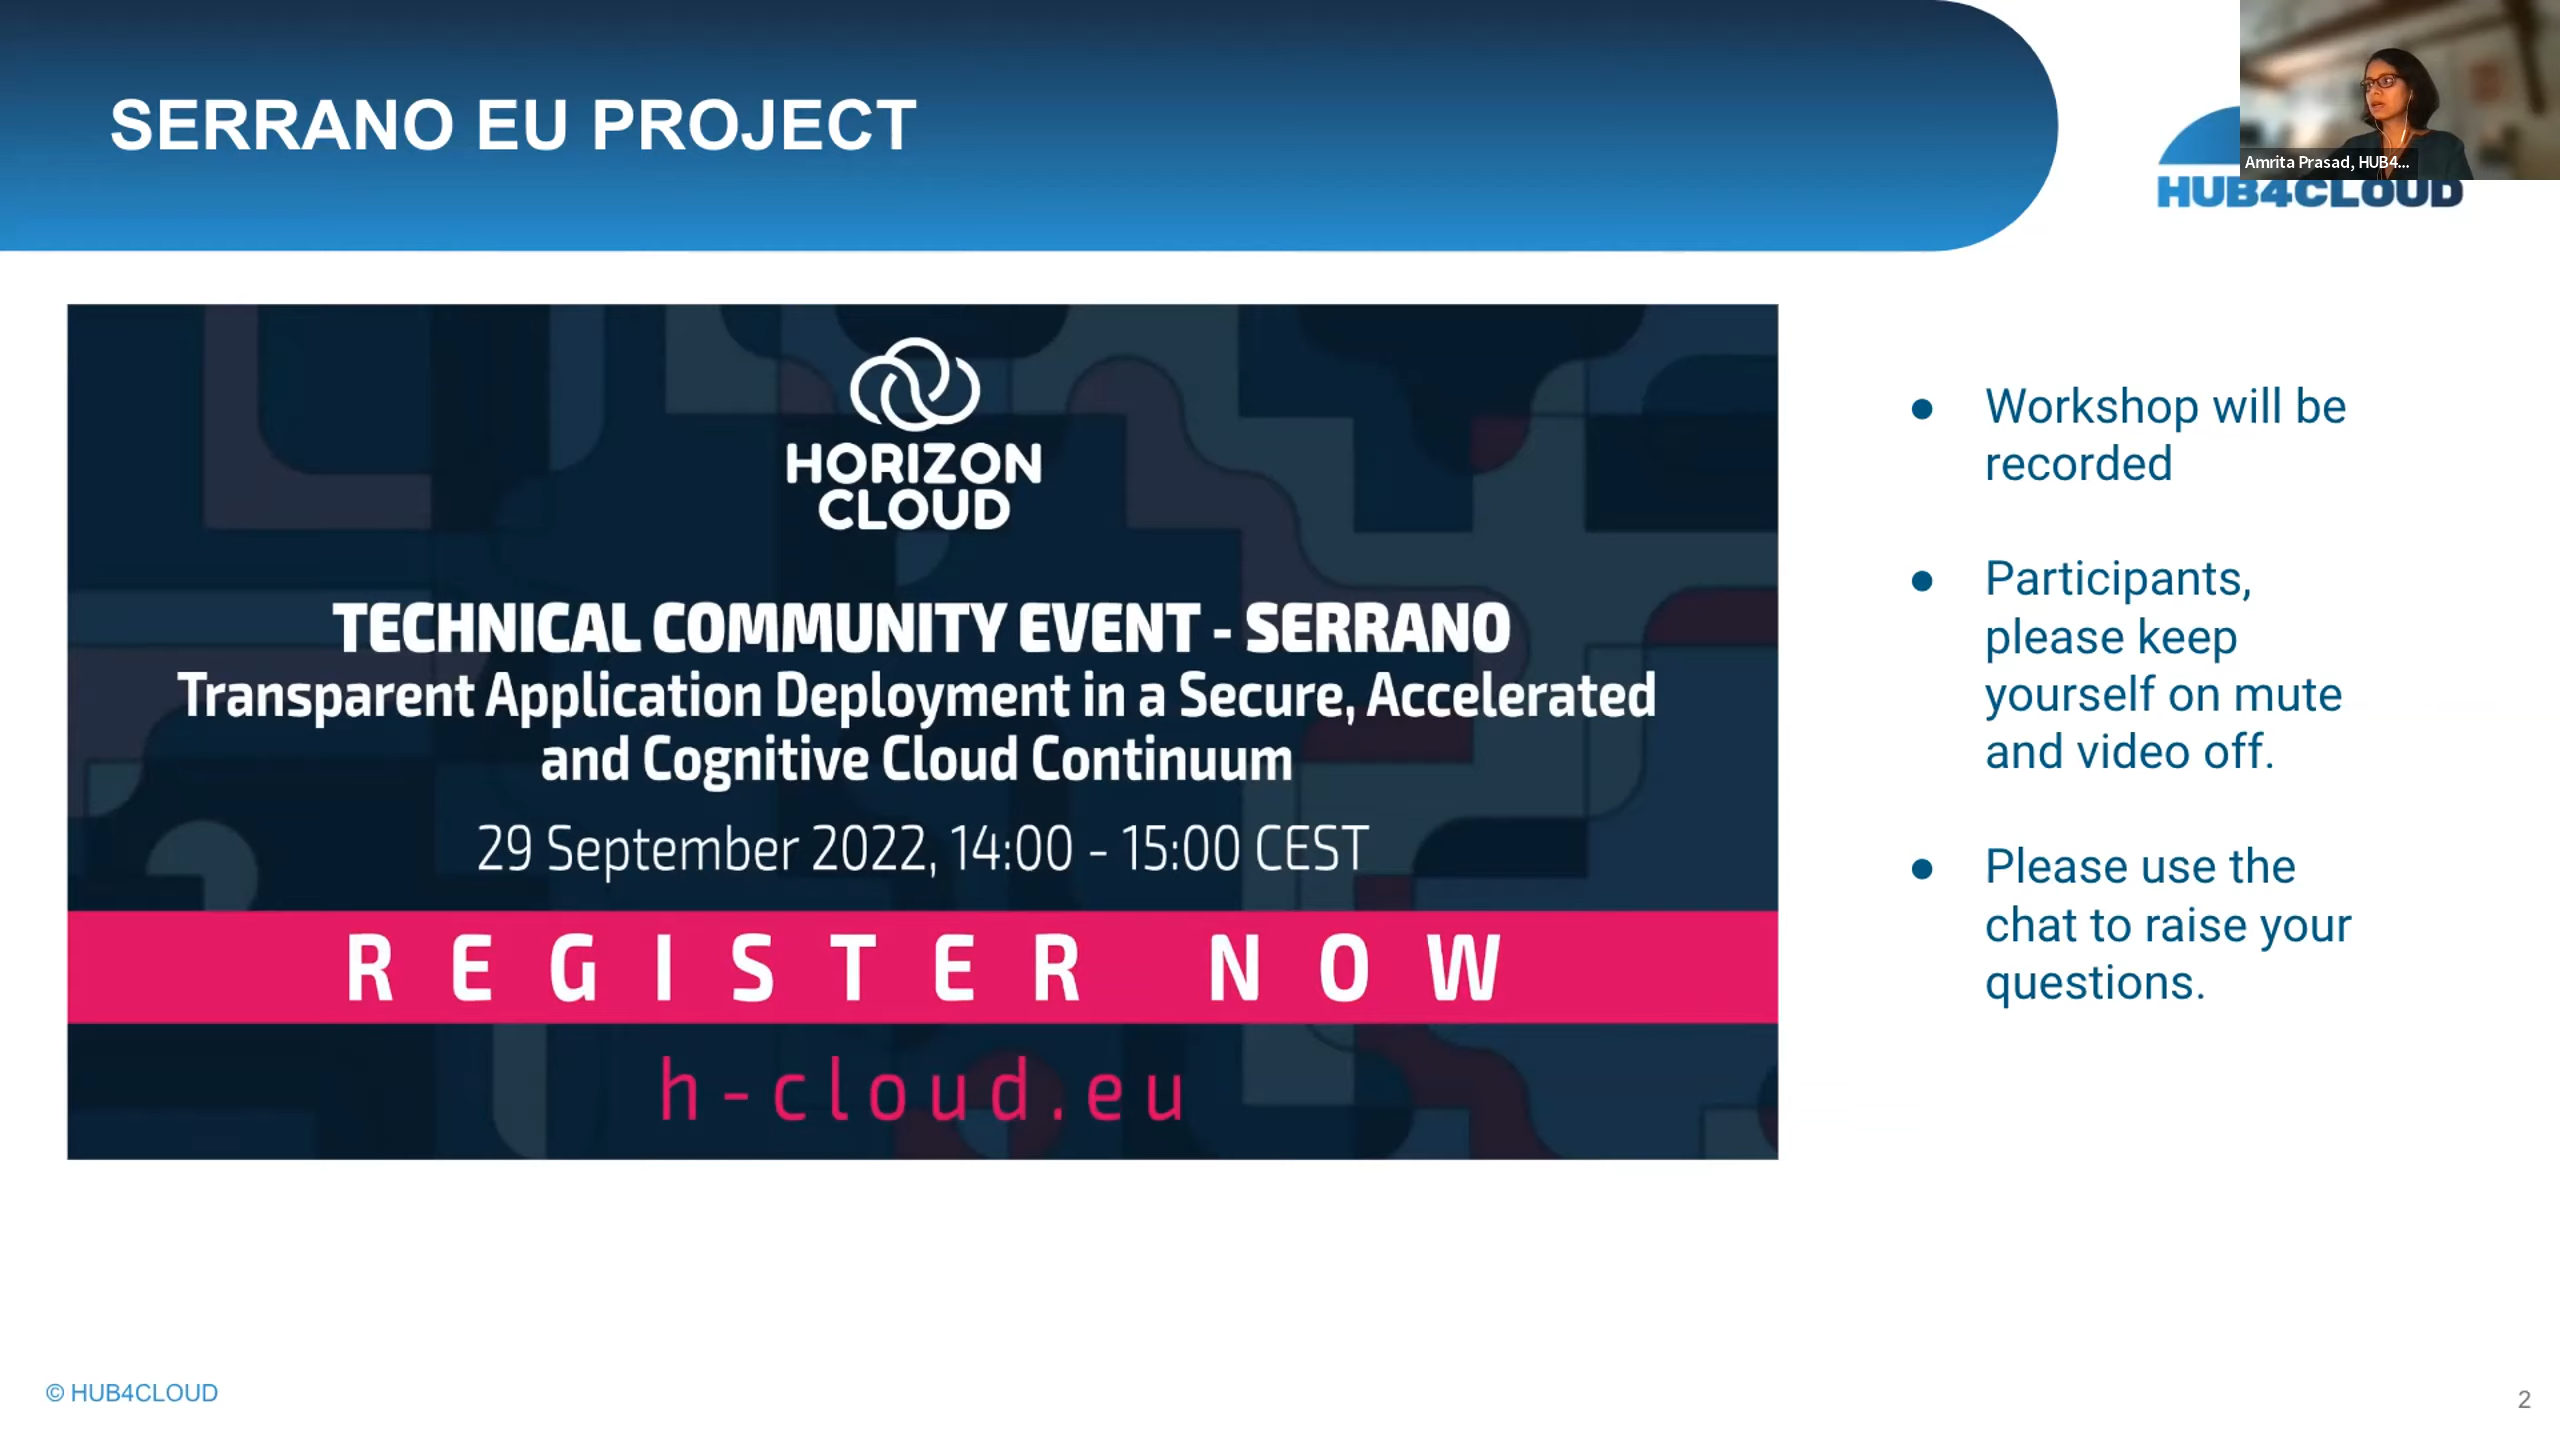 SERRANO EU PROJECT
Amrita Prasad, HUB4...
HUB4CLOUD
HORIZON
CLOUD
TECHNICAL COMMUNITY EVENT - SERRANO
Transparent Application Deployment in a Secure, Accelerated
and Cognitive Cloud Continuum
29 September 2022, 14:00 - 15:00 CEST
REGISTER NOW
h-cloud.eu
● Workshop will be
recorded
● Participants,
please keep
yourself on mute
and video off.
● Please use the
chat to raise your
questions.
© HUB4CLOUD
2